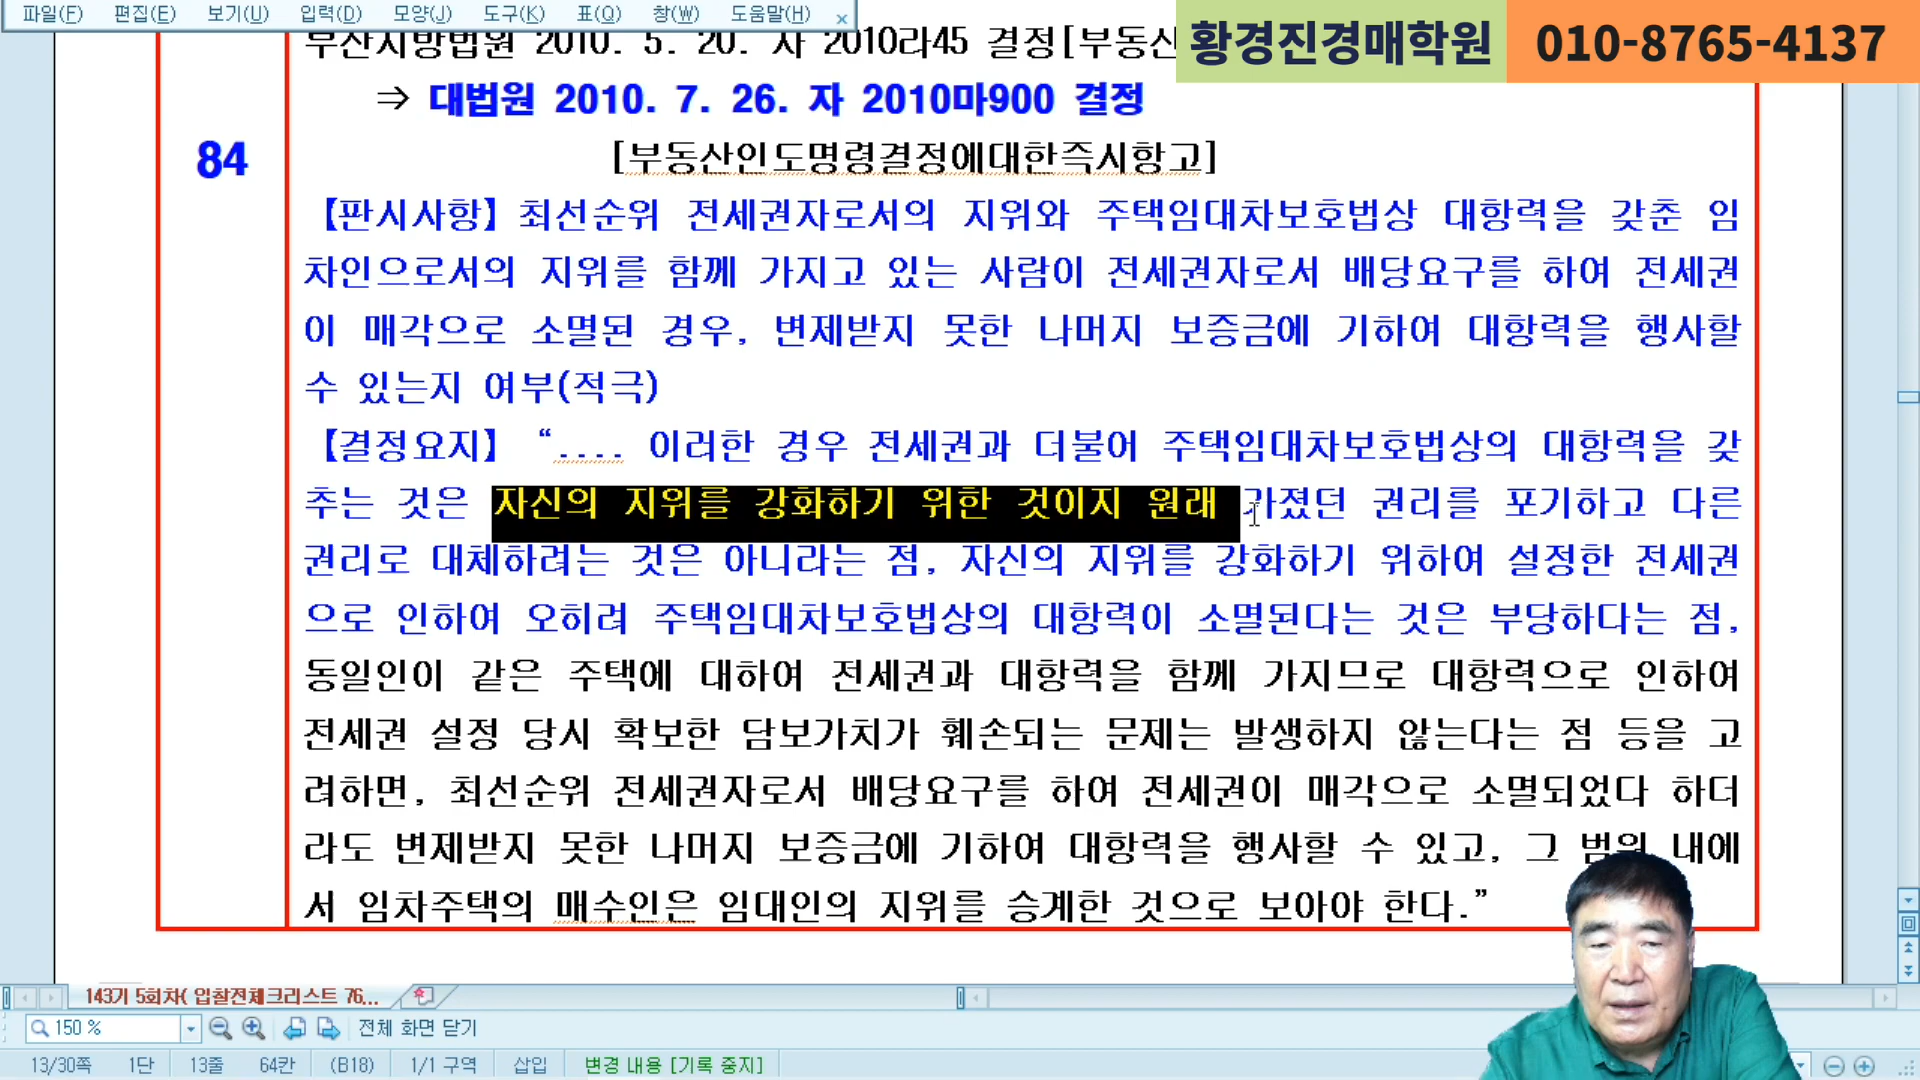 파일(F) 편집(E) 보기(U) 입력(D) 모양(J) 도구(K) 표(Q) 창(W) 도움말(H)
황경진경매학원 010-8765-4137
부산지방법원 2010. 5. 20. 자 2010라45 결정[부동산
⇒ 대법원 2010. 7. 26. 자 2010마900 결정
84
[부동산인도명령결정에대한즉시항고]
【판시사항】 최선순위 전세권자로서의 지위와 주택임대차보호법상 대항력을 갖춘 임
차인으로서의 지위를 함께 가지고 있는 사람이 전세권자로서 배당요구를 하여 전세권
이 매각으로 소멸된 경우, 변제받지 못한 나머지 보증금에 기하여 대항력을 행사할
수 있는지 여부(적극)
【결정요지】 “.... 이러한 경우 전세권과 더불어 주택임대차보호법상의 대항력을 갖
추는 것은 자신의 지위를 강화하기 위한 것이지 원래 가졌던 권리를 포기하고 다른
권리로 대체하려는 것은 아니라는 점, 자신의 지위를 강화하기 위하여 설정한 전세권
으로 인하여 오히려 주택임대차보호법상의 대항력이 소멸된다는 것은 부당하다는 점,
동일인이 같은 주택에 대하여 전세권과 대항력을 함께 가지므로 대항력으로 인하여
전세권 설정 당시 확보한 담보가치가 훼손되는 문제는 발생하지 않는다는 점 등을 고
려하면, 최선순위 전세권자로서 배당요구를 하여 전세권이 매각으로 소멸되었다 하더
라도 변제받지 못한 나머지 보증금에 기하여 대항력을 행사할 수 있고, 그 범위 내에
서 임차주택의 매수인은 임대인의 지위를 승계한 것으로 보아야 한다.”
143기 5회차( 입찰전체크리스트 76...
150 % 전체 화면 닫기
13/30쪽 1단 13줄 64칸 (B18) 1/1 구역 삽입 변경 내용 [기록 중지]